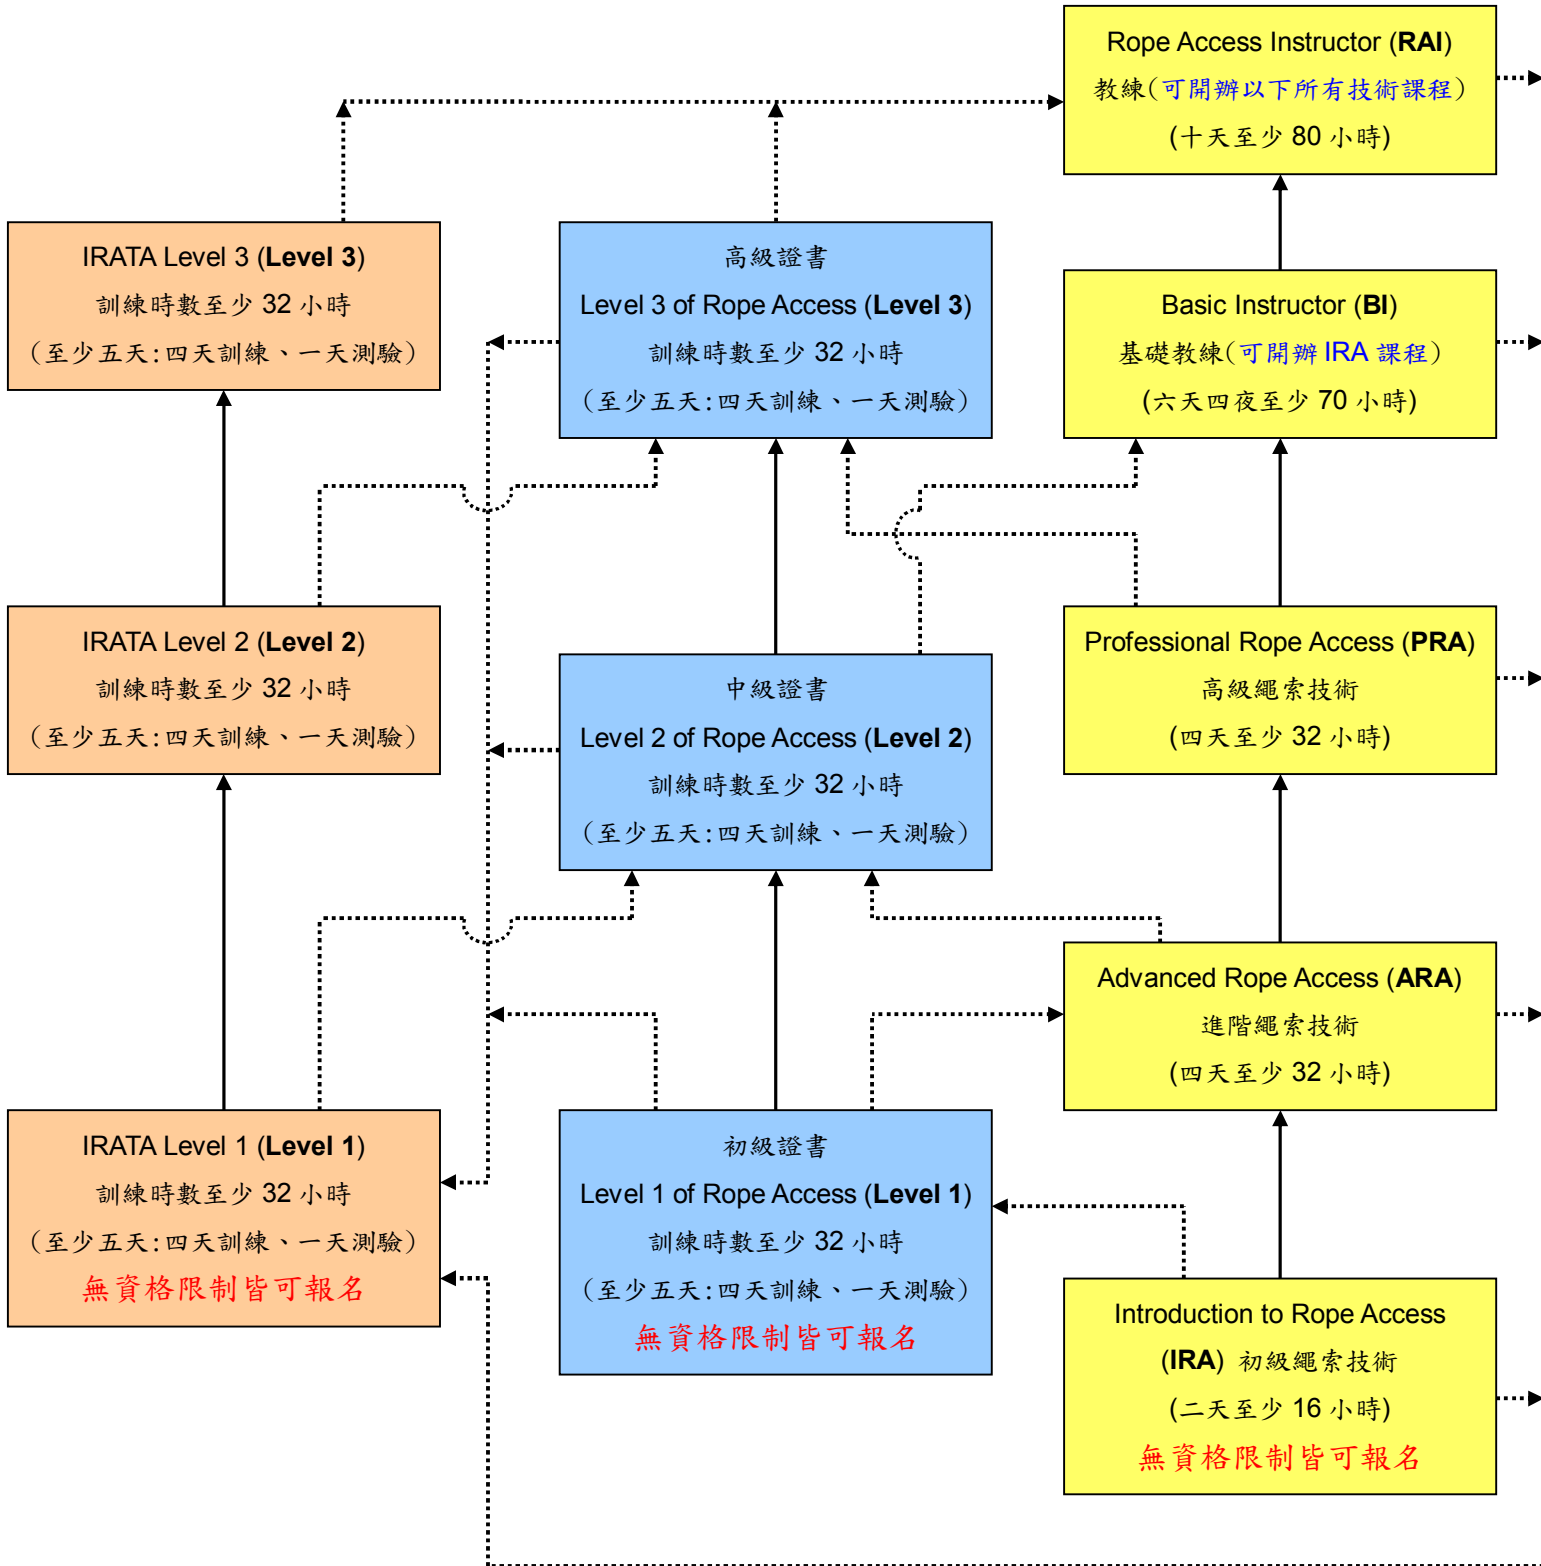 Rope Access Instructor (RAI)
教練(可開辦以下所有技術課程)
(十天至少 80 小時)
IRATA Level 3 (Level 3)
訓練時數至少 32 小時
(至少五天:四天訓練、一天測驗)
高級證書
Level 3 of Rope Access (Level 3)
訓練時數至少 32 小時
(至少五天:四天訓練、一天測驗)
Basic Instructor (BI)
基礎教練(可開辦 IRA 課程)
(六天四夜至少 70 小時)
IRATA Level 2 (Level 2)
訓練時數至少 32 小時
(至少五天:四天訓練、一天測驗)
中級證書
Level 2 of Rope Access (Level 2)
訓練時數至少 32 小時
(至少五天:四天訓練、一天測驗)
Professional Rope Access (PRA)
高級繩索技術
(四天至少 32 小時)
Advanced Rope Access (ARA)
進階繩索技術
(四天至少 32 小時)
IRATA Level 1 (Level 1)
訓練時數至少 32 小時
(至少五天:四天訓練、一天測驗)
無資格限制皆可報名
初級證書
Level 1 of Rope Access (Level 1)
訓練時數至少 32 小時
(至少五天:四天訓練、一天測驗)
無資格限制皆可報名
Introduction to Rope Access
(IRA) 初級繩索技術
(二天至少 16 小時)
無資格限制皆可報名